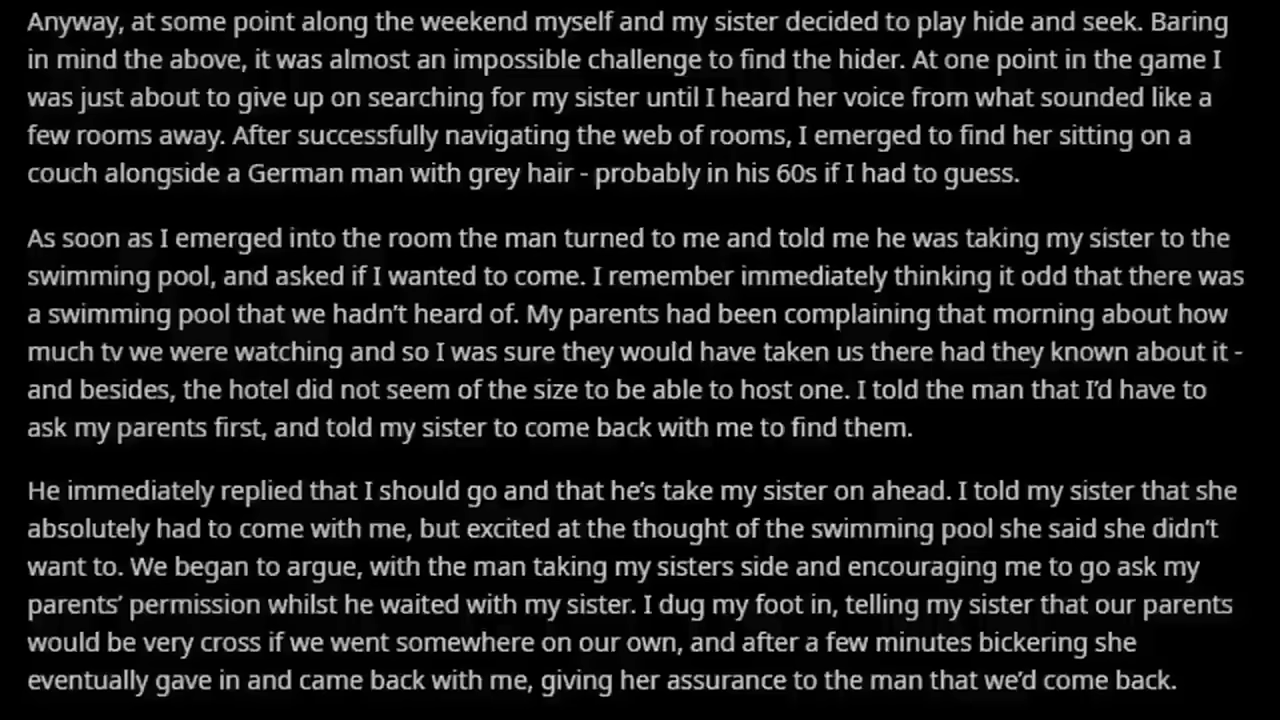 Anyway, at some point along the weekend myself and my sister decided to play hide and seek. Baring
in mind the above, it was almost an impossible challenge to find the hider. At one point in the game I
was just about to give up on searching for my sister until I heard her voice from what sounded like a
few rooms away. After successfully navigating the web of rooms, I emerged to find her sitting on a
couch alongside a German man with grey hair - probably in his 60s if I had to guess.
As soon as I emerged into the room the man turned to me and told me he was taking my sister to the
swimming pool, and asked if I wanted to come. I remember immediately thinking it odd that there was
a swimming pool that we hadn't heard of. My parents had been complaining that morning about how
much tv we were watching and so I was sure they would have taken us there had they known about it -
and besides, the hotel did not seem of the size to be able to host one. I told the man that I'd have to
ask my parents first, and told my sister to come back with me to find them.
He immediately replied that I should go and that he's take my sister on ahead. I told my sister that she
absolutely had to come with me, but excited at the thought of the swimming pool she said she didn't
want to. We began to argue, with the man taking my sisters side and encouraging me to go ask my
parents' permission whilst he waited with my sister. I dug my foot in, telling my sister that our parents
would be very cross if we went somewhere on our own, and after a few minutes bickering she
eventually gave in and came back with me, giving her assurance to the man that we'd come back.